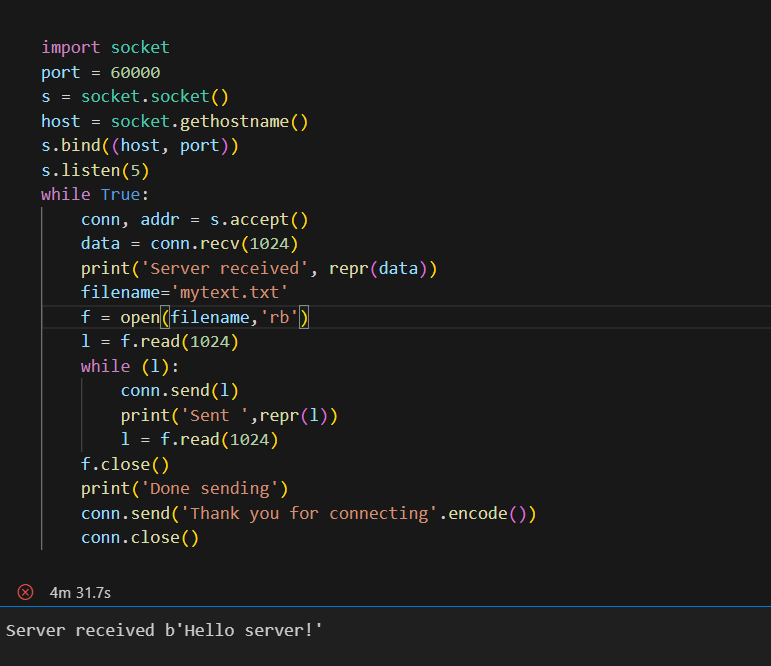 import socket
port = 60000
s = socket.socket()
host = socket.gethostname()
s.bind((host, port))
s.listen(5)
while True:
    conn, addr = s.accept()
    data = conn.recv(1024)
    print('Server received', repr(data))
    filename='mytext.txt'
    f = open(filename,'rb')
    l = f.read(1024)
    while (l):
        conn.send(l)
        print('Sent ',repr(l))
        l = f.read(1024)
    f.close()
    print('Done sending')
    conn.send('Thank you for connecting'.encode())
    conn.close()
4m 31.7s
Server received b'Hello server!'